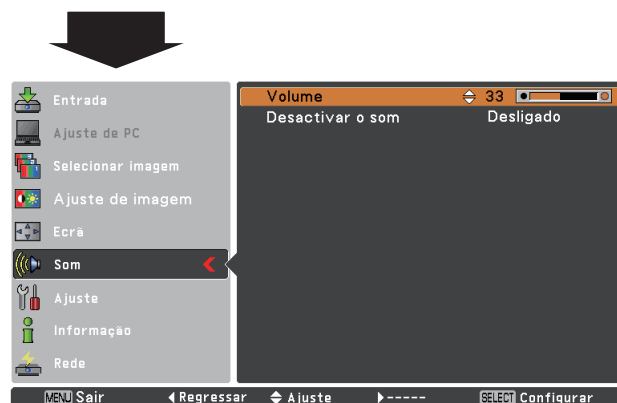 Entrada
Ajuste de PC
Selecionar imagem
Ajuste de imagem
Ecrã
Som
Ajuste
Informação
Rede
Volume 33
Desactivar o som Desligado
MENU Sair Regressar Ajuste ----- SELECT Configurar